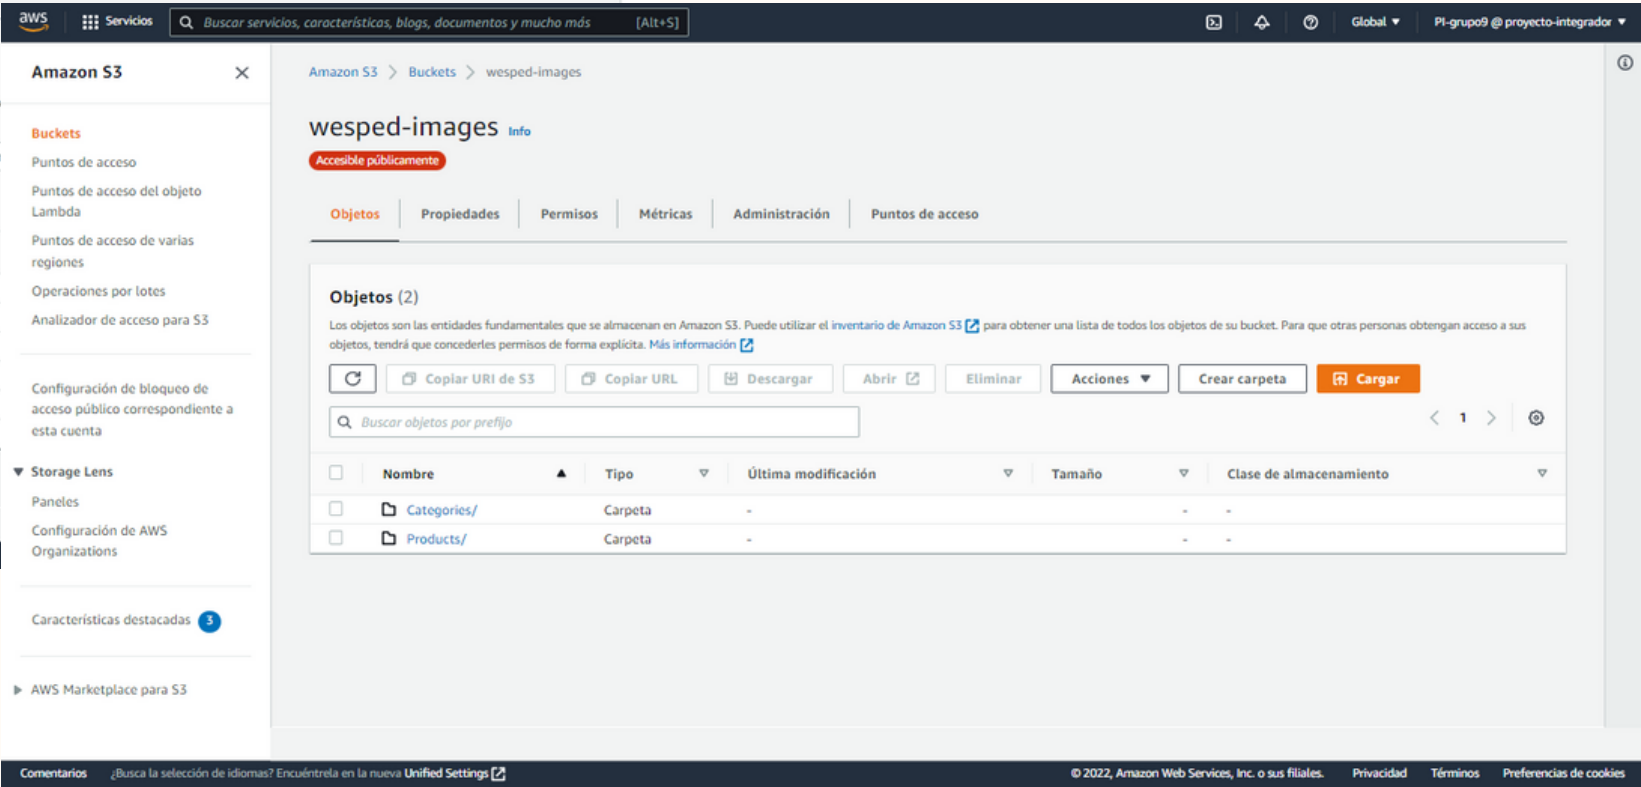 aws Servicios Buscar servicios, características, blogs, documentos y mucho más [Alt+S] Global PI-grupo9 @ proyecto-integrador
Amazon S3
Buckets
Puntos de acceso
Puntos de acceso del objeto
Lambda
Puntos de acceso de varias
regiones
Operaciones por lotes
Analizador de acceso para S3
Configuración de bloqueo de
acceso público correspondiente a
esta cuenta
Storage Lens
Paneles
Configuración de AWS
Organizations
Características destacadas 3
AWS Marketplace para S3
Amazon S3 > Buckets > wesped-images
wesped-images Info
Accesible públicamente
Objetos Propiedades Permisos Métricas Administración Puntos de acceso
Objetos (2)
Los objetos son las entidades fundamentales que se almacenan en Amazon S3. Puede utilizar el inventario de Amazon S3 para obtener una lista de todos los objetos de su bucket. Para que otras personas obtengan acceso a sus
objetos, tendrá que concederles permisos de forma explícita. Más información
Copiar URI de S3 Copiar URL Descargar Abrir Eliminar Acciones Crear carpeta Cargar
Buscar objetos por prefijo
< 1 >
Nombre Tipo Última modificación Tamaño Clase de almacenamiento
Categories/ Carpeta - - -
Products/ Carpeta - - -
Comentarios ¿Busca la selección de idiomas? Encuéntrela en la nueva Unified Settings © 2022, Amazon Web Services, Inc. o sus filiales. Privacidad Términos Preferencias de cookies